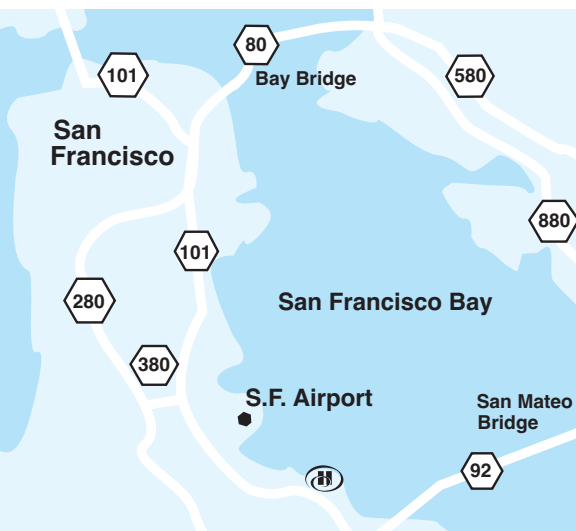 80
Bay Bridge
101
580
San
Francisco
880
101
San Francisco Bay
280
380
S.F. Airport
San Mateo
Bridge
92
H